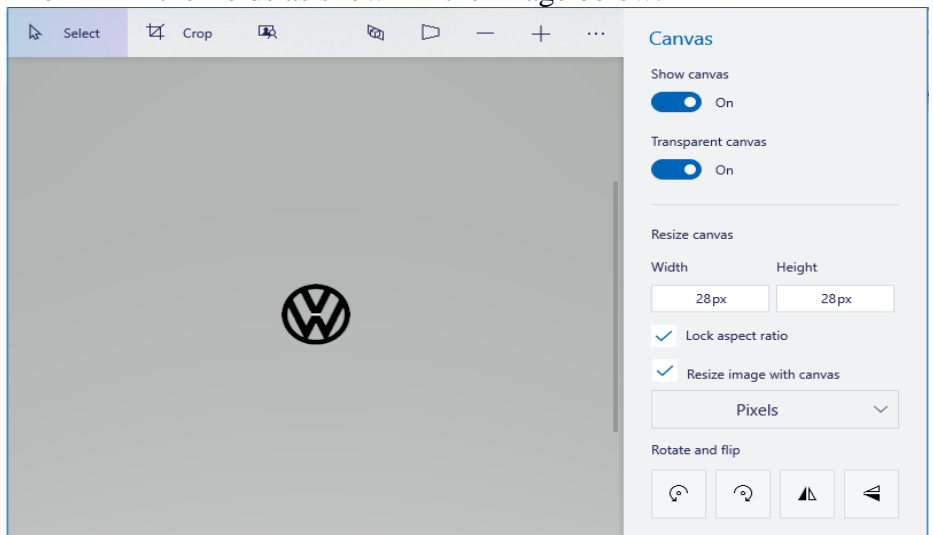 Select
Crop
Canvas
Show canvas
On
Transparent canvas
On
Resize canvas
Width Height
28px 28px
Lock aspect ratio
Resize image with canvas
Pixels
Rotate and flip